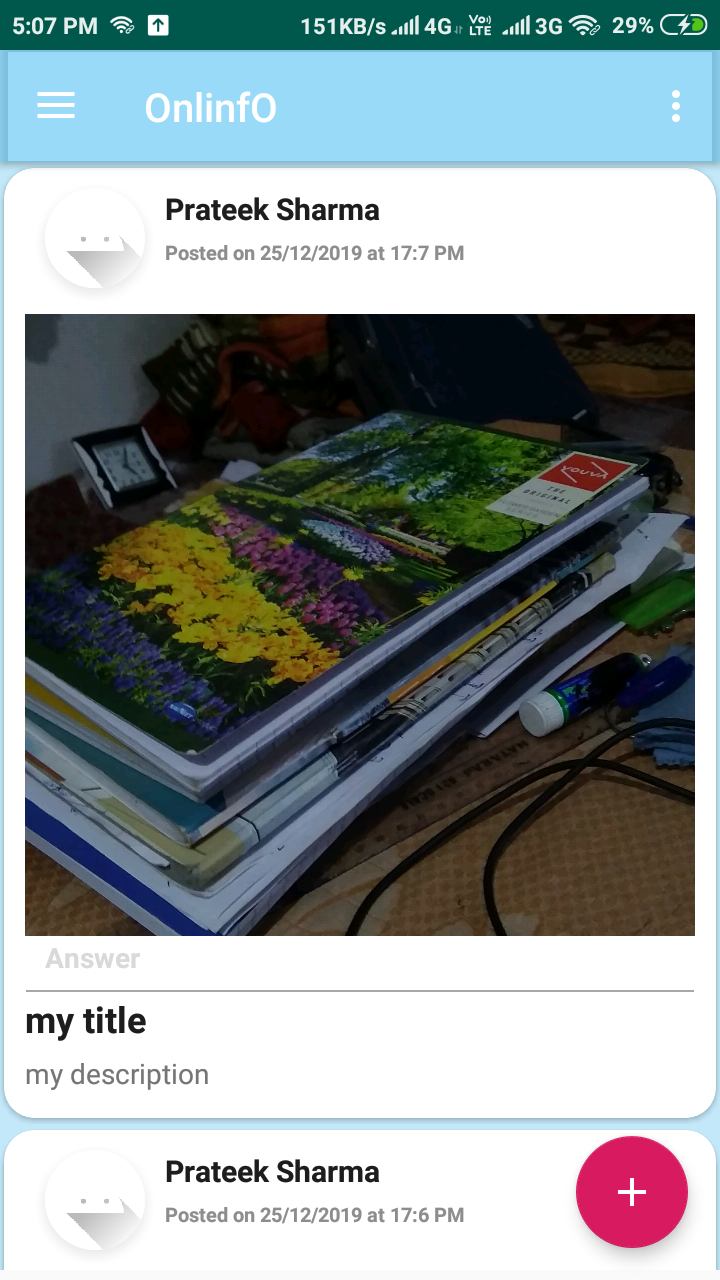 5:07 PM 151KB/s 4G Vo)) LTE 3G 29%
OnlinfO
Prateek Sharma
Posted on 25/12/2019 at 17:7 PM
YOUVA
THE
ORIGINAL
Answer
my title
my description
Prateek Sharma
Posted on 25/12/2019 at 17:6 PM